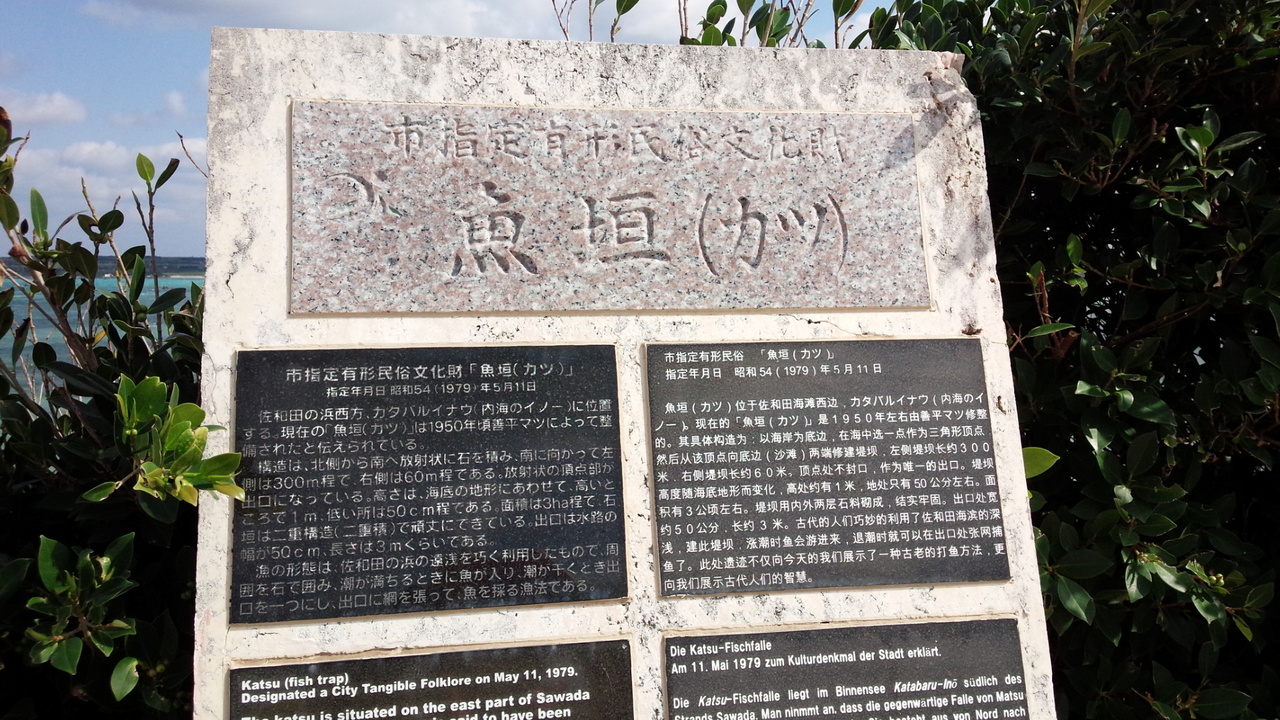 市指定有形民俗文化財
魚垣(カツ)
市指定有形民俗文化財「魚垣(カツ)」
指定年月日 昭和54(1979)年5月11日
佐和田の浜西方、カタバルイナウ(内海のイノー)に位置
する。現在の「魚垣(カツ)」は1950年頃善平マツによって整
備されたと伝えられている。
構造は、北側から南へ放射状に石を積み、南に向かって左
側は300m程で、右側は60m程である。放射状の頂点部が
出口になっている。高さは、海底の地形にあわせて、高いと
ころで1m、低い所は50cm程である。面積は3ha程で、石
垣は二重構造(二重積)で頑丈にできている。出口は水路の
幅が50cm、長さは3mくらいである。
漁の形態は、佐和田の浜の遠浅を巧く利用したもので、周
囲を石で囲み、潮が満ちるときに魚が入り、潮が干くとき出
口を一つにし、出口に網を張って、魚を採る漁法である。
市指定有形民俗 「魚垣(カツ)」
指定年月日 昭和54(1979)年5月11日
魚垣(カツ)位于佐和田海滩西边，カタバルイナウ(内海のイ
ノー)。现在的「魚垣(カツ)」是1950年左右由善平マツ修整
的。其具体构造为：以海岸为底边，在海中选一点作为三角形顶点
然后从该顶点向底边(沙滩)两端修建堤坝，左侧堤坝长约300
米，右侧堤坝长约60米。顶点处不封口，作为唯一的出口。堤坝
高度随海底地形而变化，高处约有1米，地处只有50公分左右。面
积有3公顷左右。堤坝用内外两层石料砌成，结实牢固。出口处宽
约50公分，长约3米。古代的人们巧妙的利用了佐和田海滨的深
浅，建此堤坝，涨潮时鱼会游进来，退潮时就可以在出口处张网捕
鱼了。此处遗迹不仅向今天的我们展示了一种古老的打鱼方法，更
向我们展示古代人们的智慧。
Katsu (fish trap)
Designated a City Tangible Folklore on May 11, 1979.
The katsu is situated on the east part of Sawada
said to have been
Die Katsu-Fischfalle
Am 11. Mai 1979 zum Kulturdenkmal der Stadt erklärt.
Die Katsu-Fischfalle liegt im Binnensee Katabaru-Inō südlich des
Strands Sawada. Man ninmmt an, dass die gegenwärtige Falle von Matsu
besteht aus von Nord nach